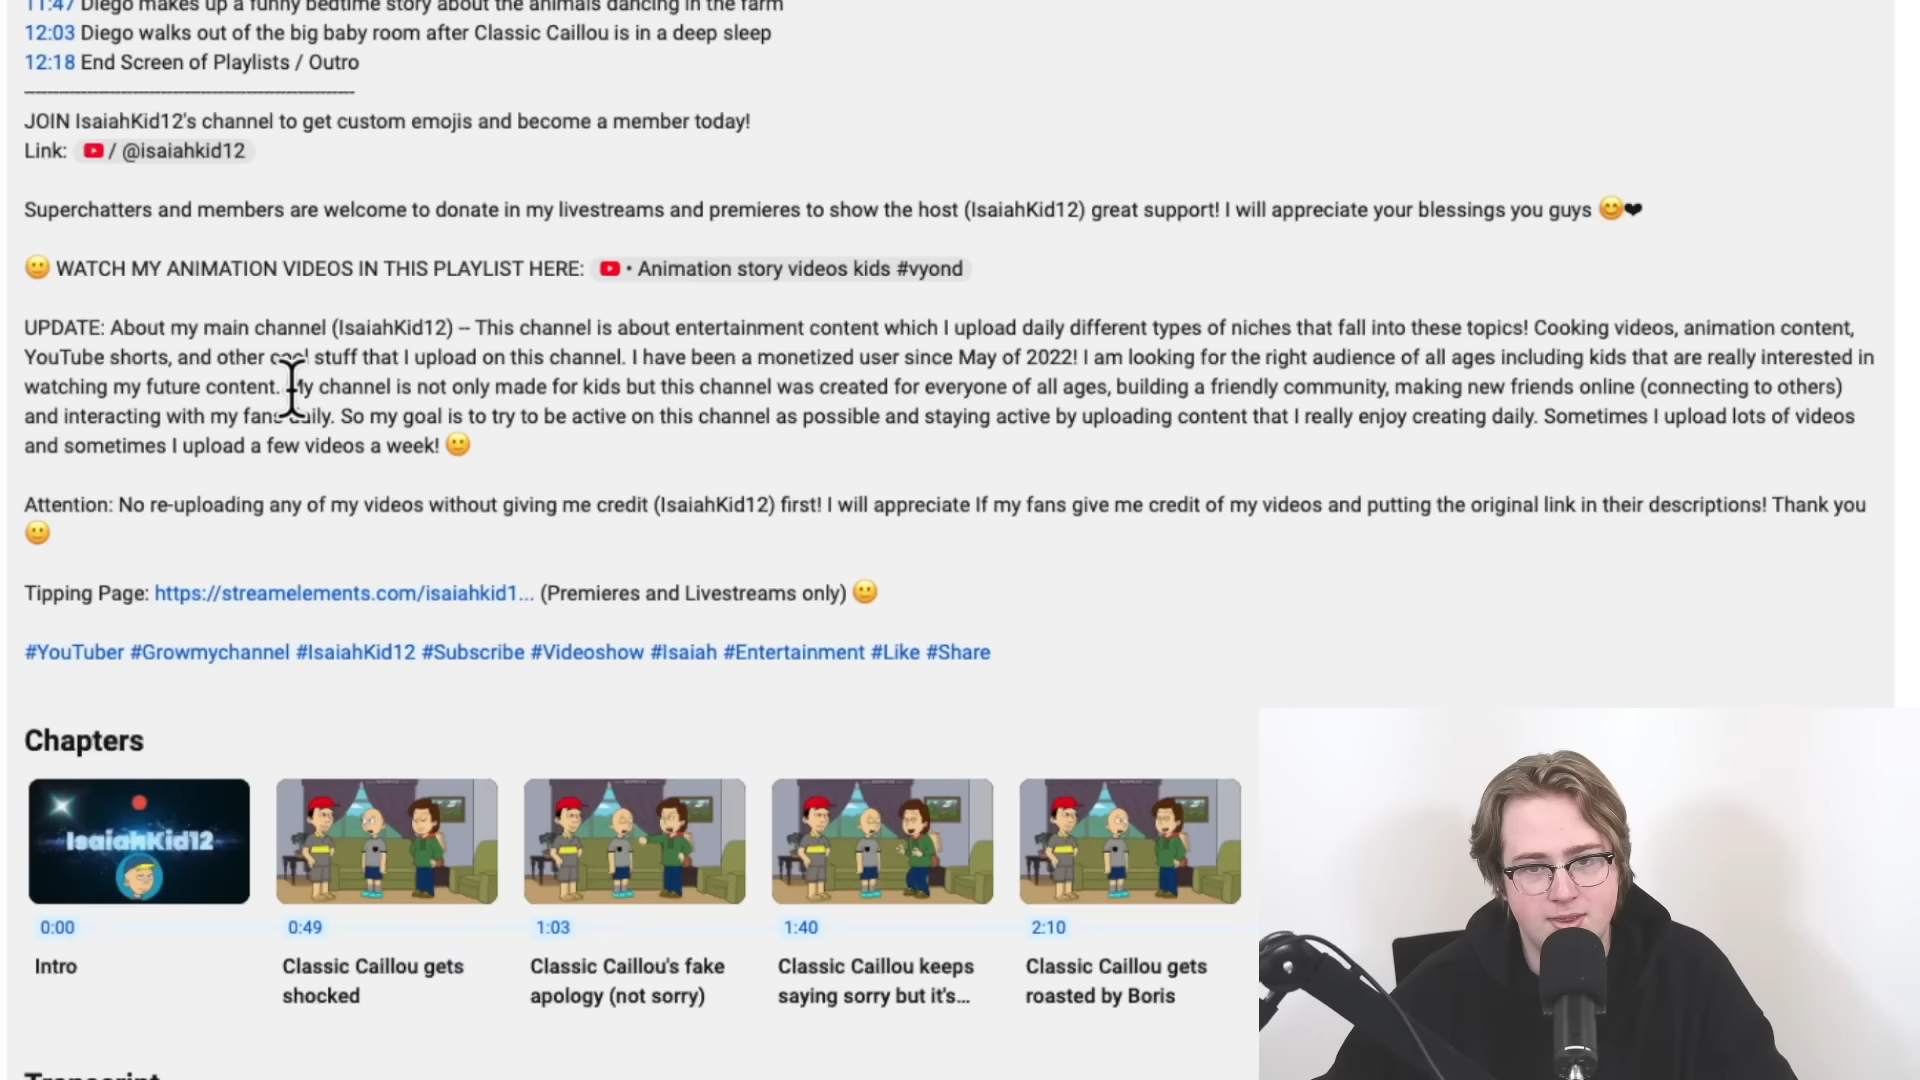 11:47 Diego makes up a funny bedtime story about the animals dancing in the farm
12:03 Diego walks out of the big baby room after Classic Caillou is in a deep sleep
12:18 End Screen of Playlists / Outro
JOIN IsaiahKid12's channel to get custom emojis and become a member today!
Link: / @isaiahkid12
Superchatters and members are welcome to donate in my livestreams and premieres to show the host (IsaiahKid12) great support! I will appreciate your blessings you guys 😊❤
🙂 WATCH MY ANIMATION VIDEOS IN THIS PLAYLIST HERE: • Animation story videos kids #vyond
UPDATE: About my main channel (IsaiahKid12) – This channel is about entertainment content which I upload daily different types of niches that fall into these topics! Cooking videos, animation content,
YouTube shorts, and other cool stuff that I upload on this channel. I have been a monetized user since May of 2022! I am looking for the right audience of all ages including kids that are really interested in
watching my future content. My channel is not only made for kids but this channel was created for everyone of all ages, building a friendly community, making new friends online (connecting to others)
and interacting with my fans daily. So my goal is to try to be active on this channel as possible and staying active by uploading content that I really enjoy creating daily. Sometimes I upload lots of videos
and sometimes I upload a few videos a week! 🙂
Attention: No re-uploading any of my videos without giving me credit (IsaiahKid12) first! I will appreciate If my fans give me credit of my videos and putting the original link in their descriptions! Thank you
🙂
Tipping Page: https://streamelements.com/isaiahkid1... (Premieres and Livestreams only) 🙂
#YouTuber #Growmychannel #IsaiahKid12 #Subscribe #Videoshow #Isaiah #Entertainment #Like #Share
Chapters
IsaiahKid12
0:00
Intro
0:49
Classic Caillou gets
shocked
1:03
Classic Caillou's fake
apology (not sorry)
1:40
Classic Caillou keeps
saying sorry but it's...
2:10
Classic Caillou gets
roasted by Boris
Transcript